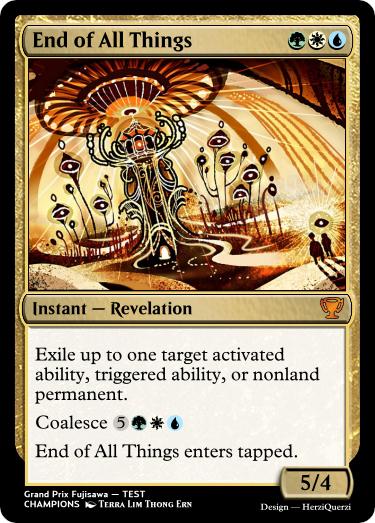 End of All Things
Instant — Revelation
Exile up to one target activated
ability, triggered ability, or nonland
permanent.
Coalesce 5
End of All Things enters tapped.
5/4
Grand Prix Fujisawa — TEST
CHAMPIONS Terra Lim Thong Ern
Design — HerziQuerzi